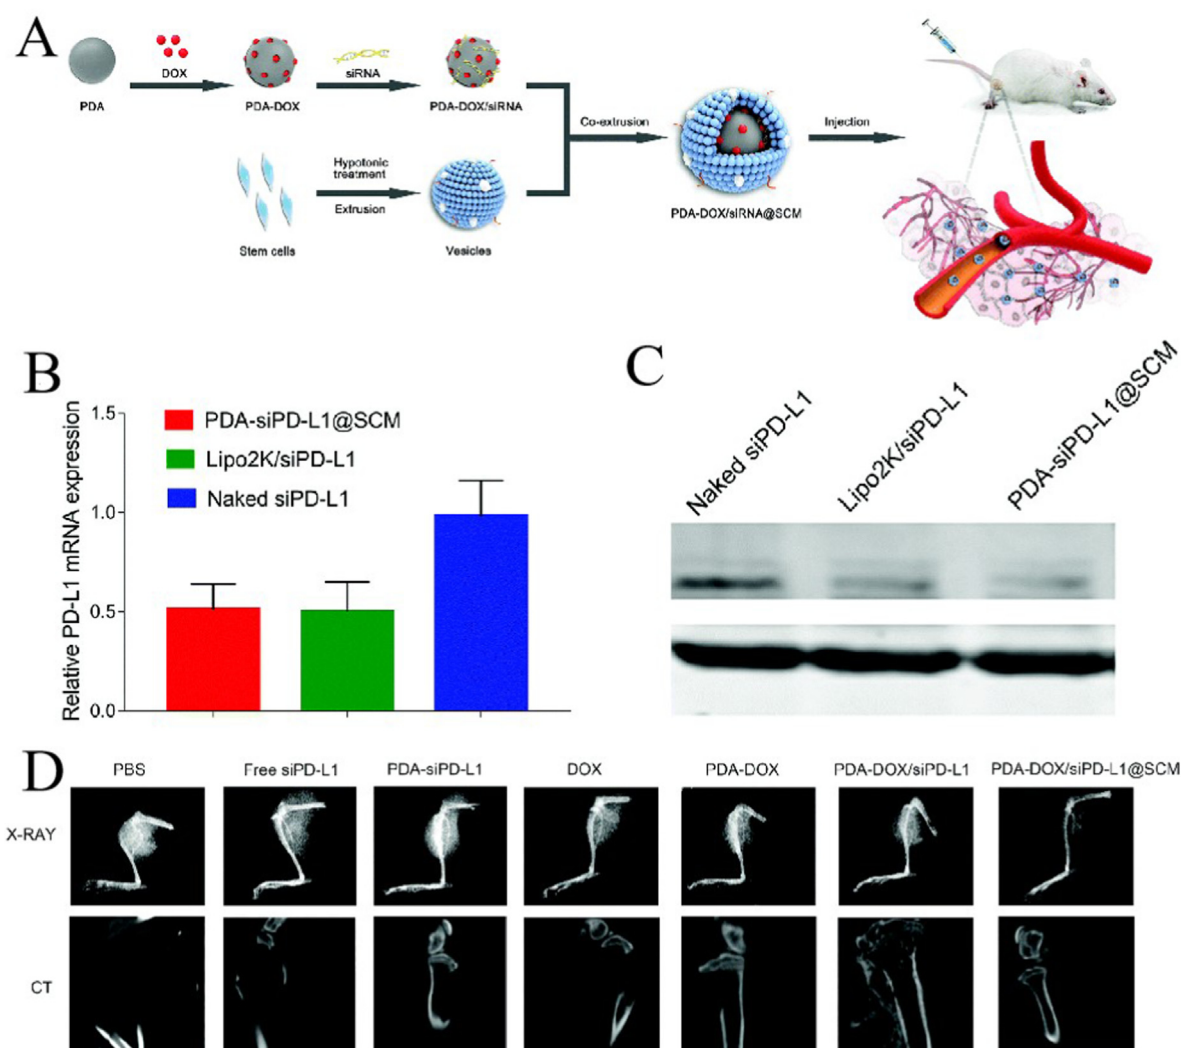 A
PDA
DOX
PDA-DOX
siRNA
PDA-DOX/siRNA
Co-extrusion
PDA-DOX/siRNA@SCM
Injection
Stem cells
Hypotonic
treatment
Extrusion
Vesicles
B
Relative PD-L1 mRNA expression
1.5
1.0
0.5
0.0
PDA-siPD-L1@SCM
Lipo2K/siPD-L1
Naked siPD-L1
C
Naked siPD-L1
Lipo2K/siPD-L1
PDA-siPD-L1@SCM
D
PBS
Free siPD-L1
PDA-siPD-L1
DOX
PDA-DOX
PDA-DOX/siPD-L1
PDA-DOX/siPD-L1@SCM
X-RAY
CT